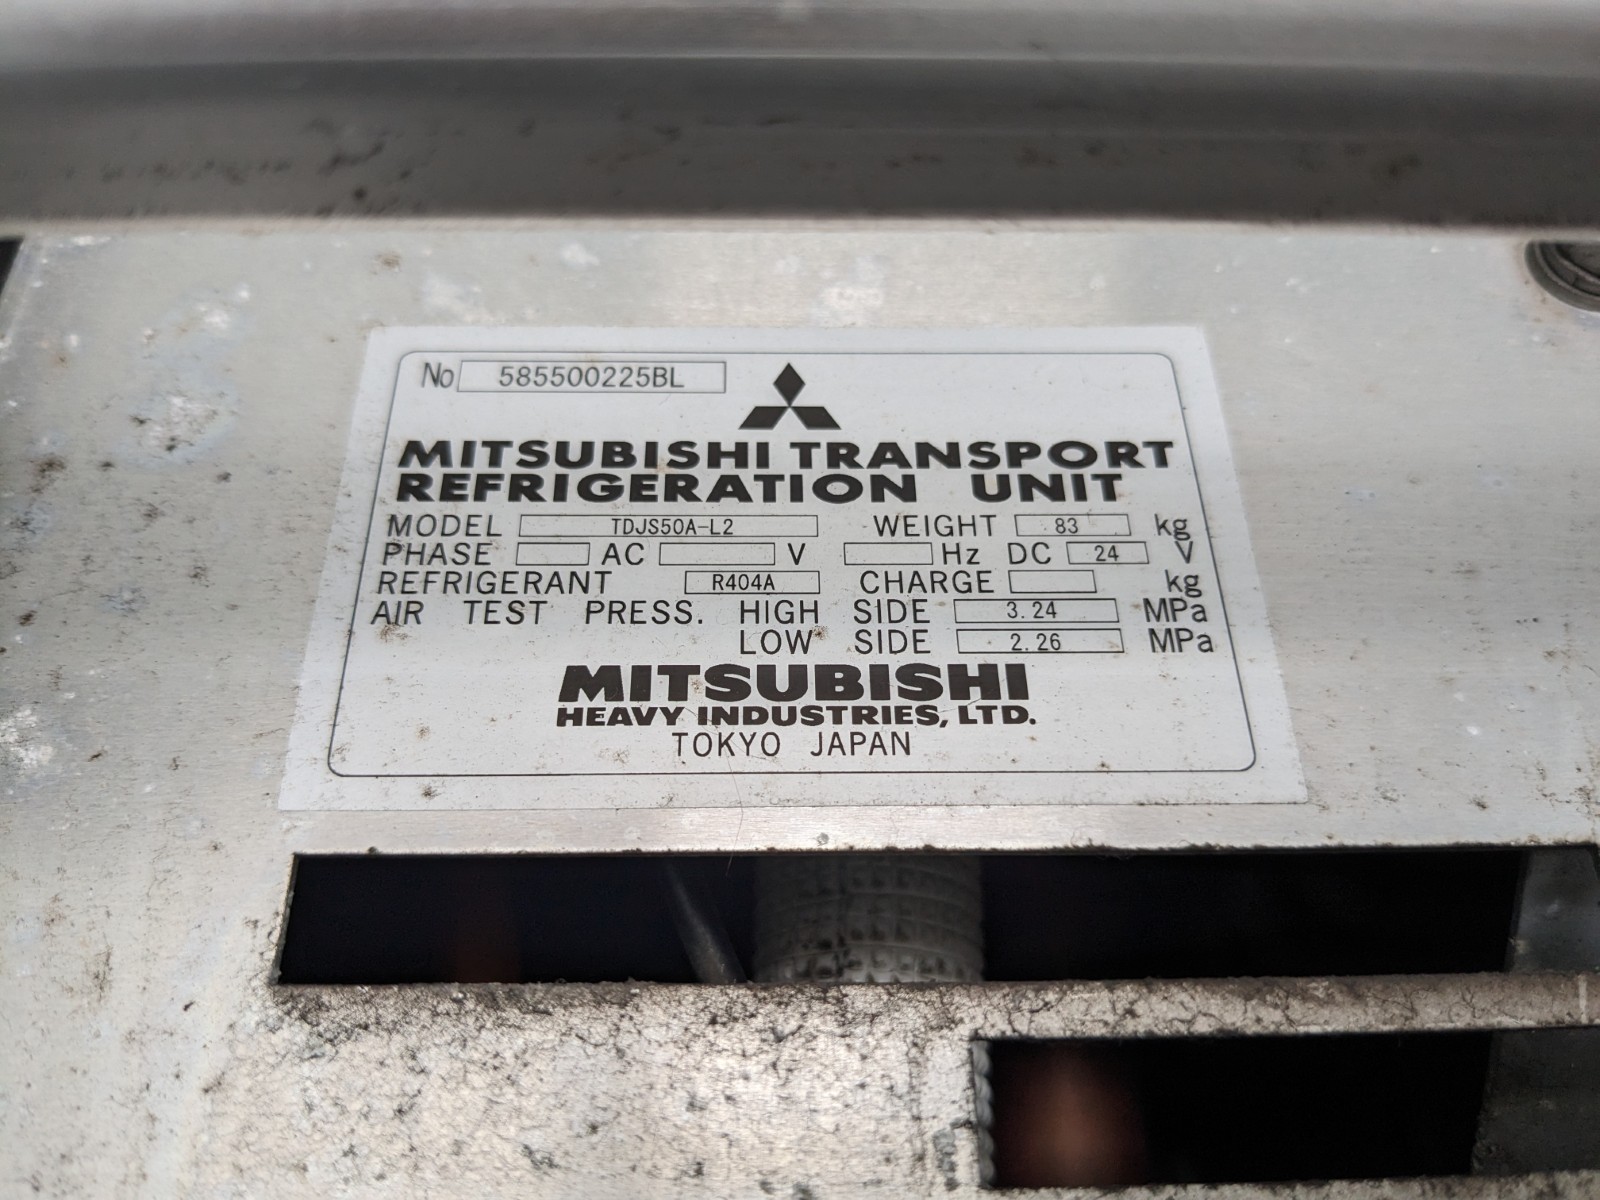 No 585500225BL
MITSUBISHI TRANSPORT
REFRIGERATION UNIT
MODEL TDJS50A-L2 WEIGHT 83 kg
PHASE AC V Hz DC 24 V
REFRIGERANT R404A CHARGE kg
AIR TEST PRESS. HIGH SIDE 3.24 MPa
LOW SIDE 2.26 MPa
MITSUBISHI
HEAVY INDUSTRIES, LTD.
TOKYO JAPAN